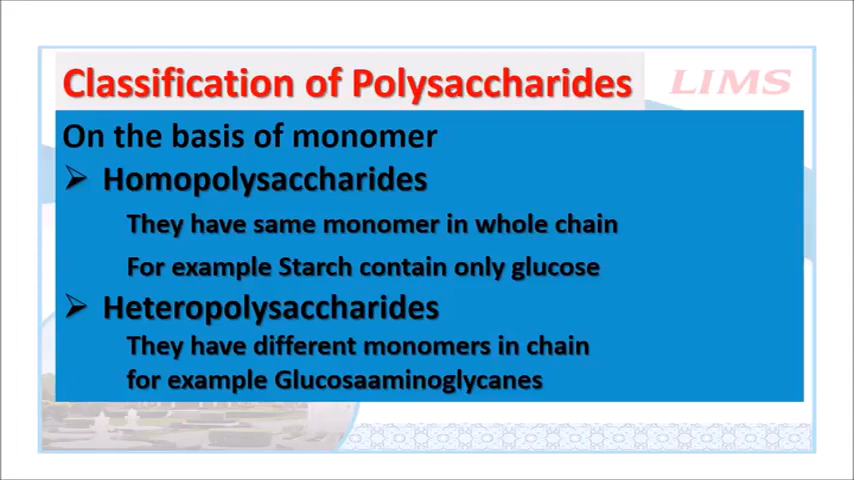 Classification of Polysaccharides
LIMS
On the basis of monomer
➢ Homopolysaccharides
They have same monomer in whole chain
For example Starch contain only glucose
➢ Heteropolysaccharides
They have different monomers in chain
for example Glucosaaminoglycanes